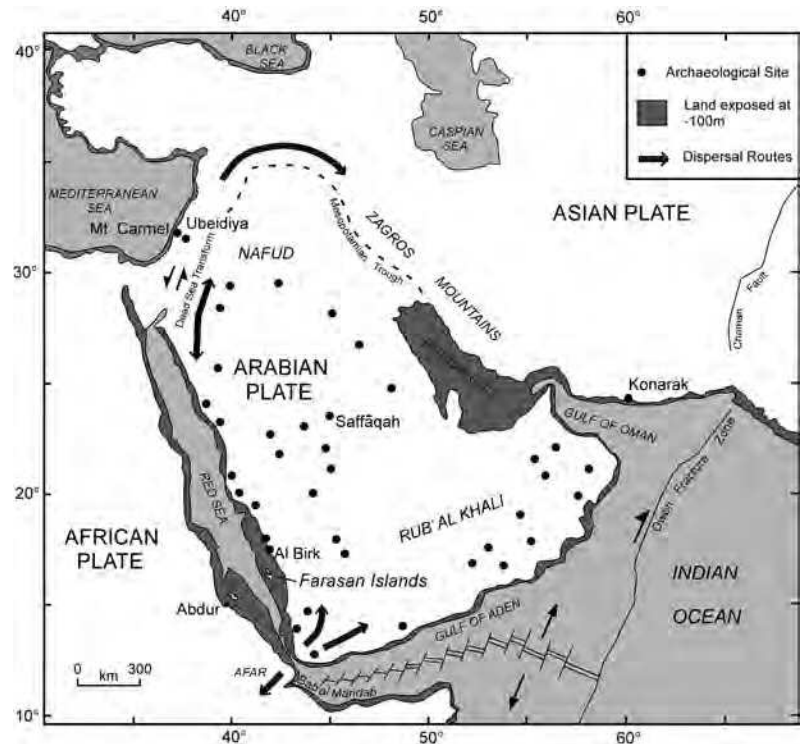 40°
50°
60°
40°
BLACK
SEA
CASPIAN
SEA
Archaeological Site
Land exposed at
-100m
Dispersal Routes
MEDITERRANEAN
SEA
Mt. Carmel
Ubeidiya
ASIAN PLATE
ZAGROS
MOUNTAINS
Mesopotamian Trough
NAFUD
Dead Sea Transform
30°
Chaman Fault
ARABIAN
PLATE
Konarak
Saffāqah
GULF OF OMAN
Owen Fracture Zone
RED SEA
20°
RUB' AL KHALI
AFRICAN
PLATE
Al Birk
Farasan Islands
INDIAN
OCEAN
Abdur
GULF OF ADEN
km
0 300
AFAR
Bab al Mandab
10°
40°
50°
60°